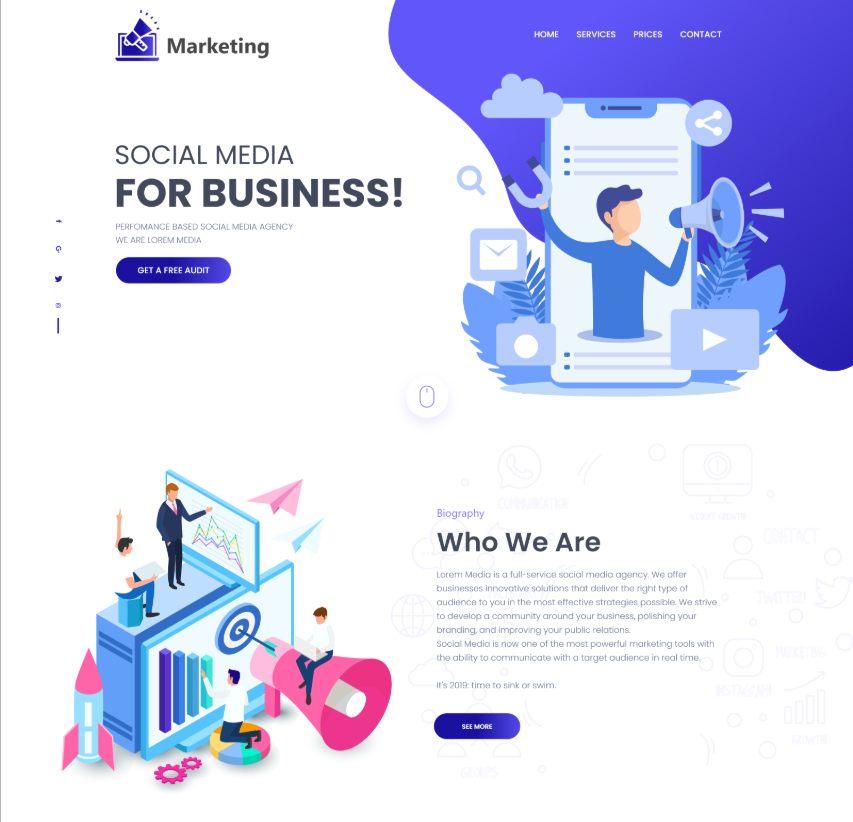 Marketing
HOME SERVICES PRICES CONTACT
SOCIAL MEDIA
FOR BUSINESS!
PERFOMANCE BASED SOCIAL MEDIA AGENCY
WE ARE LOREM MEDIA
GET A FREE AUDIT
COMMUNICATION
ACCOUNT GROWTH
CONTACT
Biography
Who We Are
Lorem Media is a full-service social media agency. We offer
businesses innovative solutions that deliver the right type of
audience to you in the most effective strategies possible. We strive
to develop a community around your business, polishing your
branding, and improving your public relations.
Social Media is now one of the most powerful marketing tools with
the ability to communicate with a target audience in real time.
It's 2019: time to sink or swim.
TWITTER
MARKETING
INSTAGRAM
SEE MORE
GROWTH
GROUPS